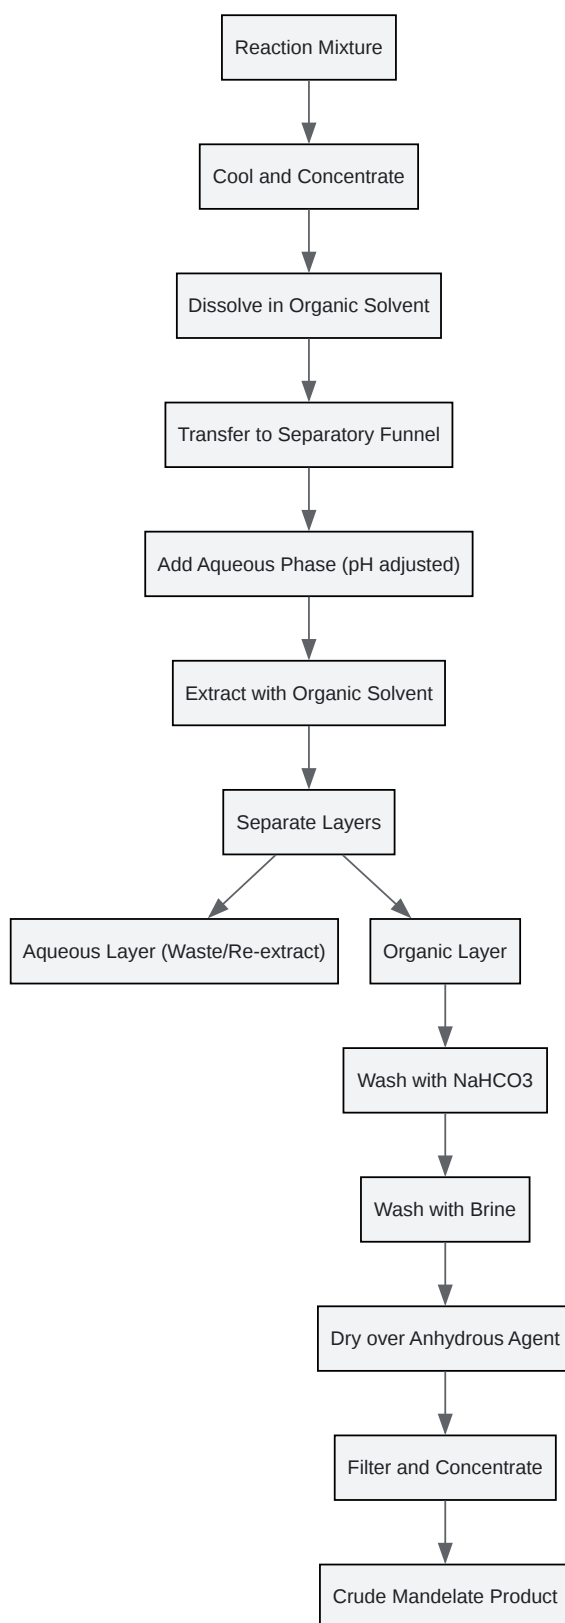 Reaction Mixture
Cool and Concentrate
Dissolve in Organic Solvent
Transfer to Separatory Funnel
Add Aqueous Phase (pH adjusted)
Extract with Organic Solvent
Separate Layers
Aqueous Layer (Waste/Re-extract)
Organic Layer
Wash with NaHCO3
Wash with Brine
Dry over Anhydrous Agent
Filter and Concentrate
Crude Mandelate Product